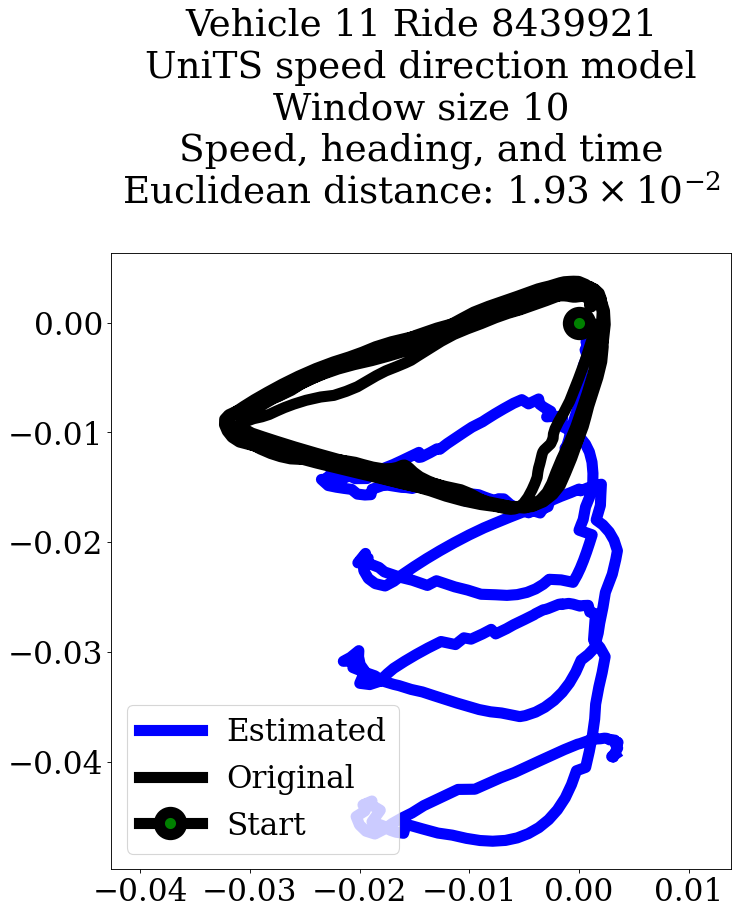 Vehicle 11 Ride 8439921
UniTS speed direction model
Window size 10
Speed, heading, and time
Euclidean distance: 1.93 × 10⁻²
0.00
−0.01
−0.02
−0.03
−0.04
Estimated
Original
Start
−0.04 −0.03 −0.02 −0.01 0.00 0.01